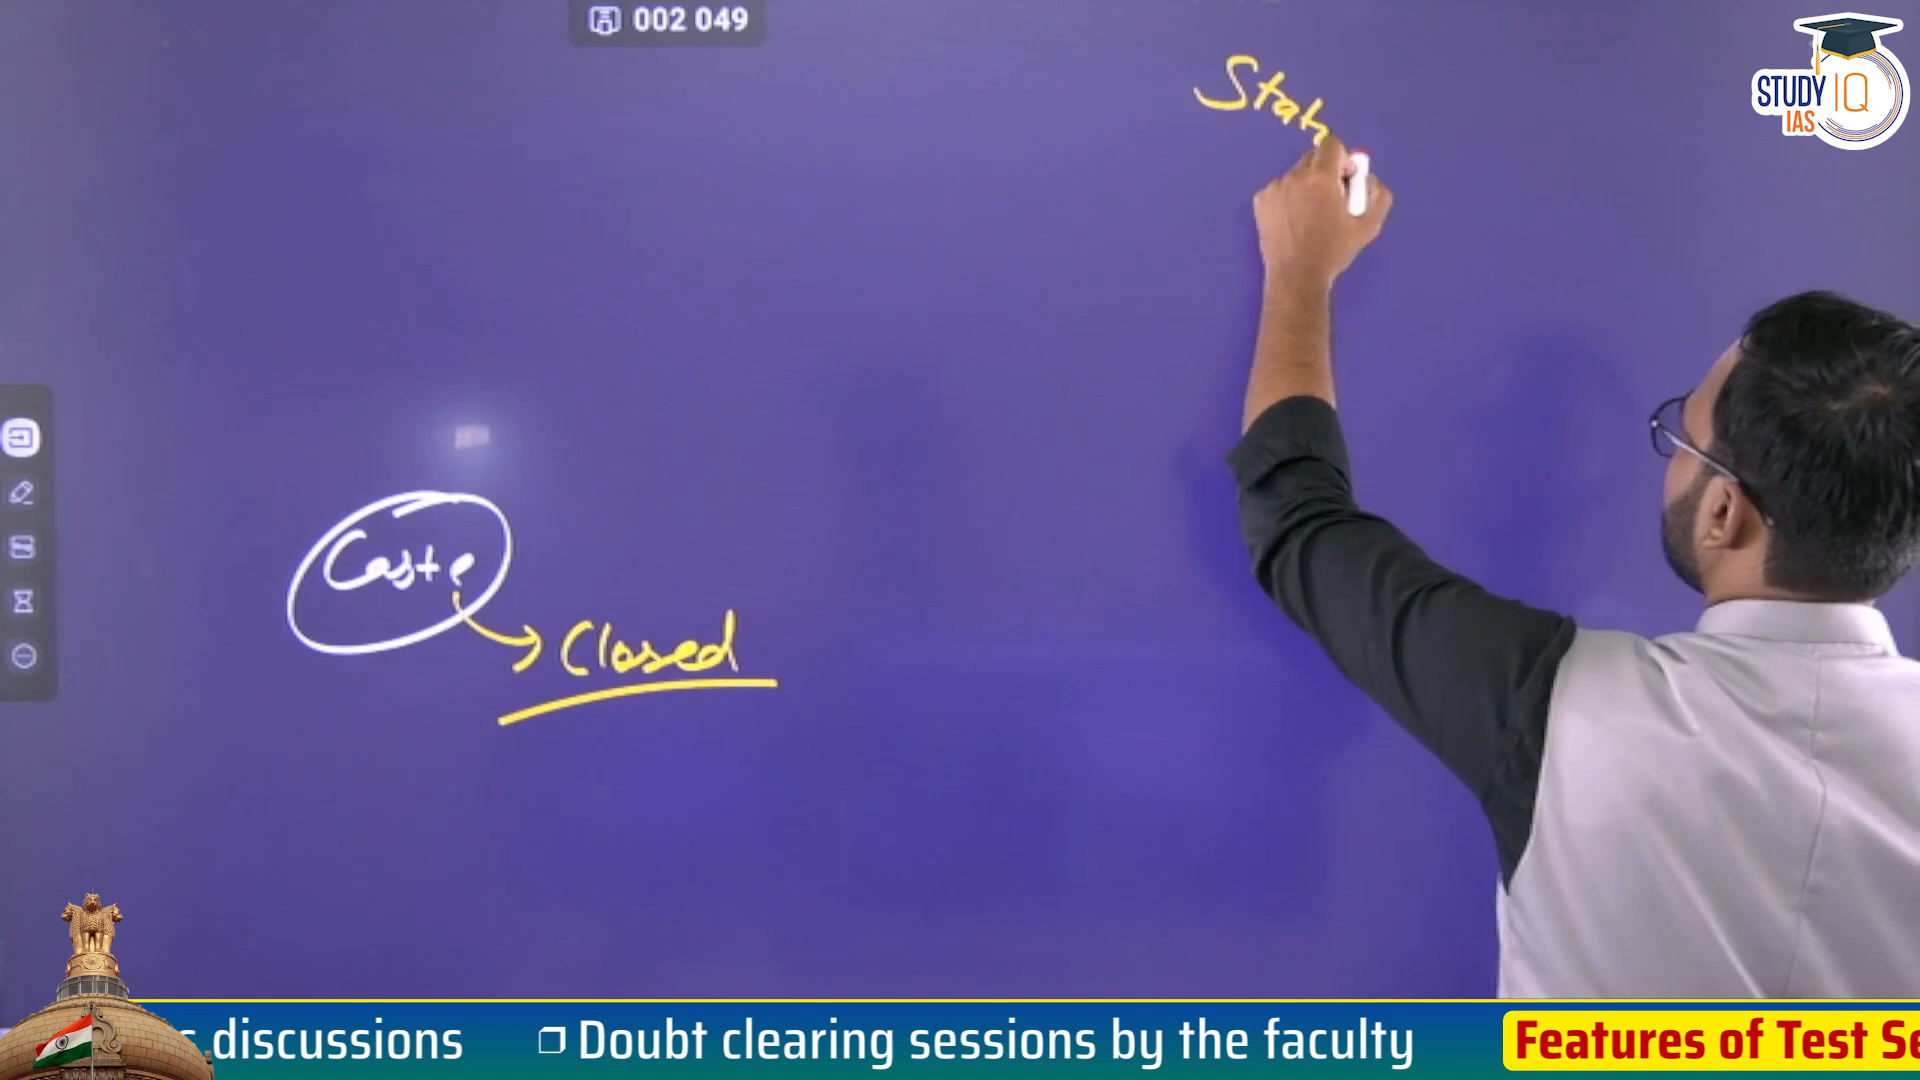 002 049
Stat
STUDY IQ
IAS
Caste
Closed
discussions ❐ Doubt clearing sessions by the faculty Features of Test Se